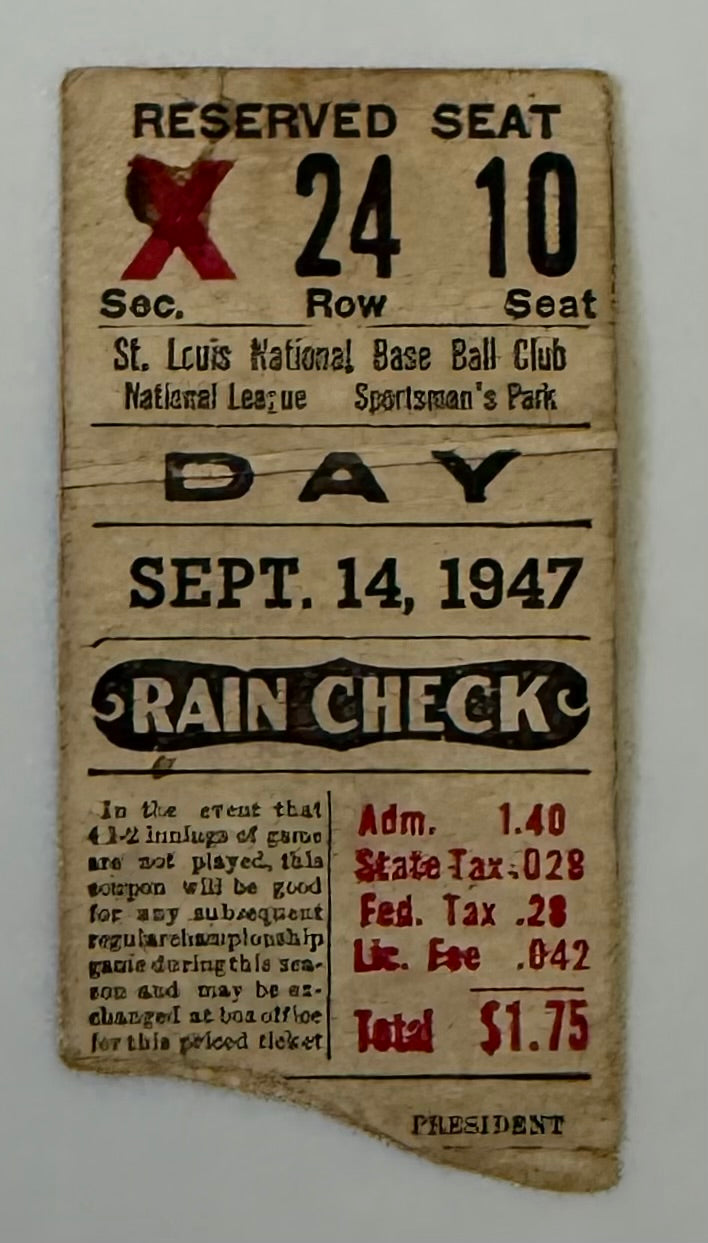 RESERVED SEAT
X 24 10
Sec. Row Seat
St. Louis National Base Ball Club
National League Sportsman's Park
DAY
SEPT. 14, 1947
RAIN CHECK
In the event that
4 1-2 innings of game
are not played, this
coupon will be good
for any subsequent
regular championship
game during this sea-
son and may be ex-
changed at box office
for this priced ticket
Adm. 1.40
State Tax .028
Fed. Tax .28
Lic. Fee .042
Total $1.75
PRESIDENT